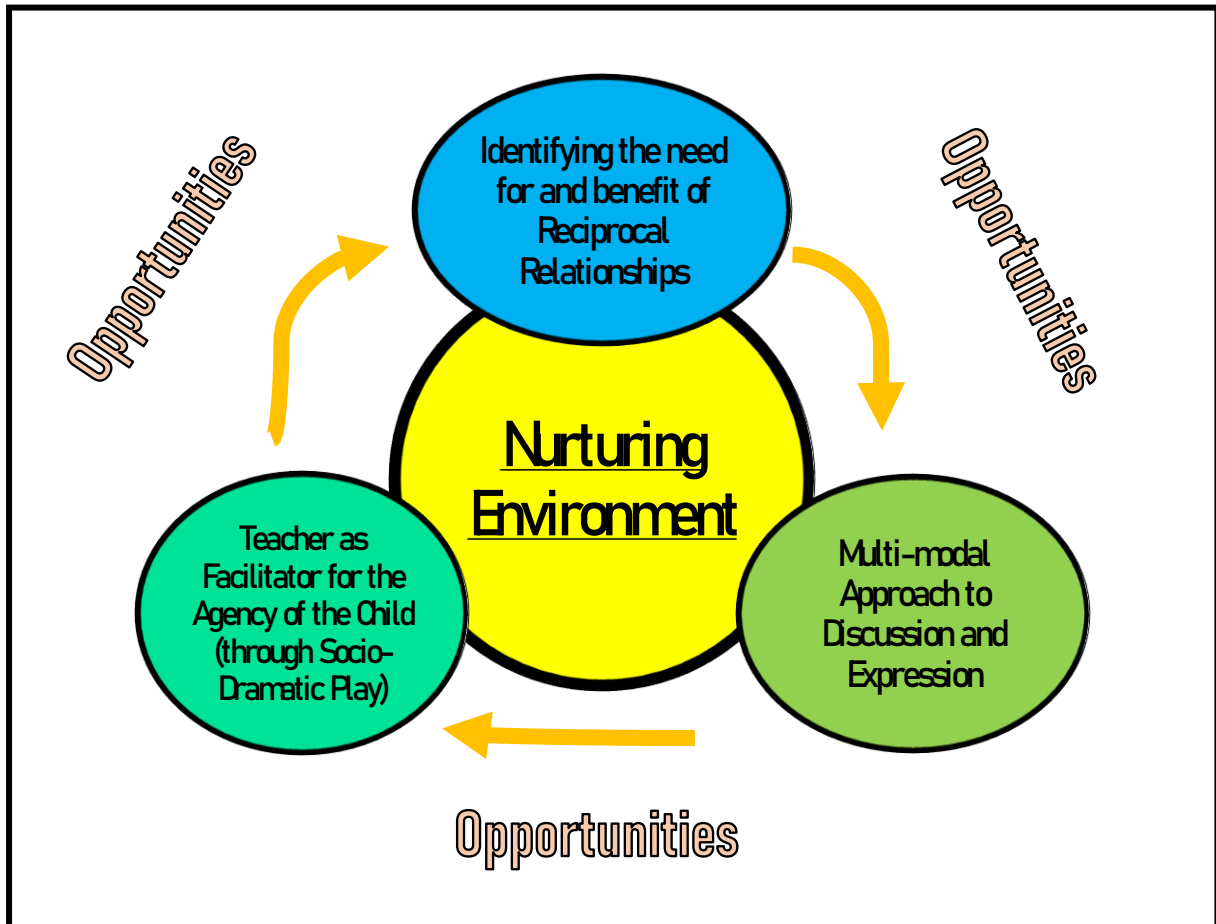 Opportunities
Identifying the need
for and benefit of
Reciprocal
Relationships
Opportunities
Nurturing
Environment
Teacher as
Facilitator for the
Agency of the Child
(through Socio-
Dramatic Play)
Multi-modal
Approach to
Discussion and
Expression
Opportunities